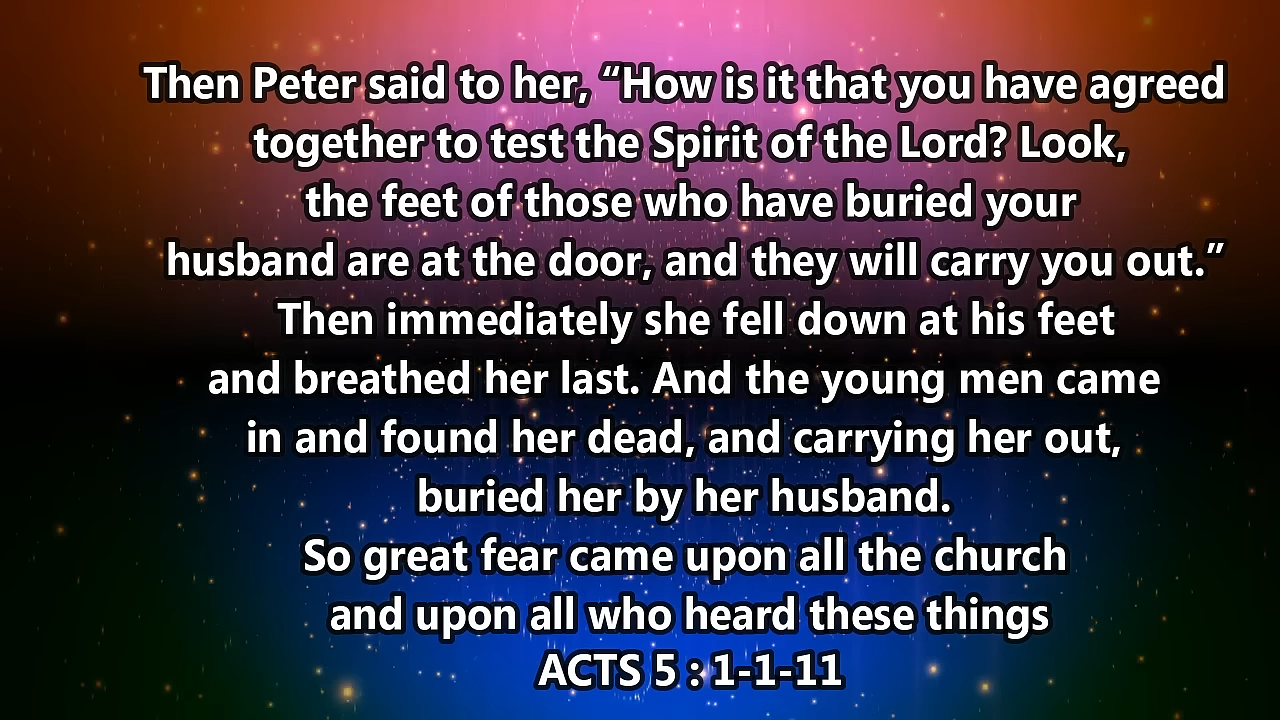 Then Peter said to her, “How is it that you have agreed
together to test the Spirit of the Lord? Look,
the feet of those who have buried your
husband are at the door, and they will carry you out.”
Then immediately she fell down at his feet
and breathed her last. And the young men came
in and found her dead, and carrying her out,
buried her by her husband.
So great fear came upon all the church
and upon all who heard these things
ACTS 5 : 1-1-11